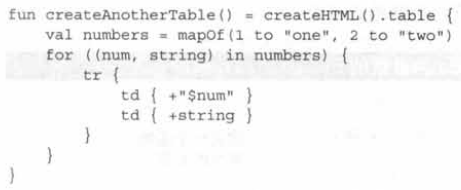 fun createAnotherTable() = createHTML().table {
    val numbers = mapOf(1 to "one", 2 to "two")
    for ((num, string) in numbers) {
        tr {
            td { +"$num" }
            td { +string }
        }
    }
}